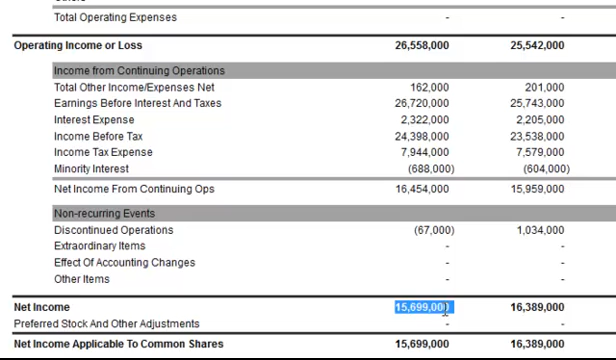 Total Operating Expenses - -
Operating Income or Loss 26,558,000 25,542,000
Income from Continuing Operations
Total Other Income/Expenses Net 162,000 201,000
Earnings Before Interest And Taxes 26,720,000 25,743,000
Interest Expense 2,322,000 2,205,000
Income Before Tax 24,398,000 23,538,000
Income Tax Expense 7,944,000 7,579,000
Minority Interest (688,000) (604,000)
Net Income From Continuing Ops 16,454,000 15,959,000
Non-recurring Events
Discontinued Operations (67,000) 1,034,000
Extraordinary Items - -
Effect Of Accounting Changes - -
Other Items - -
Net Income 15,699,000 16,389,000
Preferred Stock And Other Adjustments - -
Net Income Applicable To Common Shares 15,699,000 16,389,000